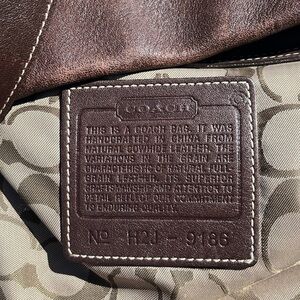 COACH
THIS IS A COACH BAG. IT WAS
HANDCRAFTED IN CHINA FROM
NATURAL GLOVE LEATHER. THE
VARIATIONS IN THE GRAIN ARE
CHARACTERISTIC OF NATURAL FULL
GRAIN LEATHER. ITS SUPERIOR
CRAFTSMANSHIP AND ATTENTION TO
DETAIL REFLECT OUR COMMITMENT
TO ENDURING QUALITY.
Nº H2J - 9186